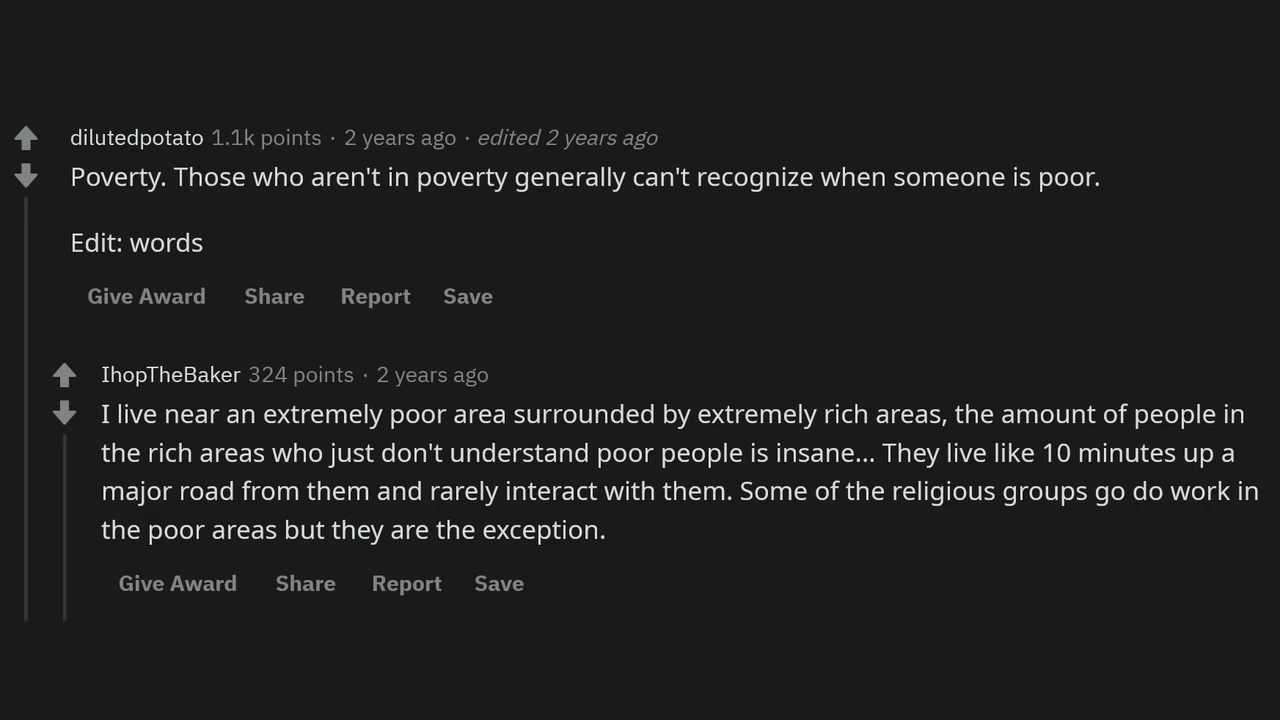 dilutedpotato 1.1k points · 2 years ago · edited 2 years ago
Poverty. Those who aren't in poverty generally can't recognize when someone is poor.
Edit: words
Give Award Share Report Save
IhopTheBaker 324 points · 2 years ago
I live near an extremely poor area surrounded by extremely rich areas, the amount of people in
the rich areas who just don't understand poor people is insane... They live like 10 minutes up a
major road from them and rarely interact with them. Some of the religious groups go do work in
the poor areas but they are the exception.
Give Award Share Report Save